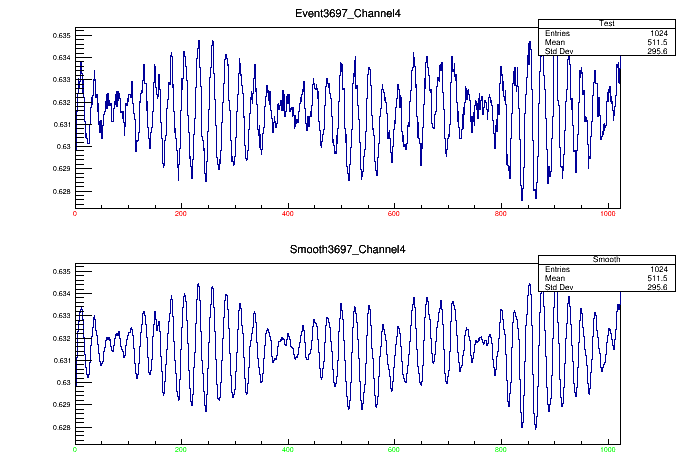 Event3697_Channel4
Test
Entries 1024
Mean 511.5
Std Dev 295.6
0.635
0.634
0.633
0.632
0.631
0.63
0.629
0.628
0 200 400 600 800 1000
Smooth3697_Channel4
Smooth
Entries 1024
Mean 511.5
Std Dev 295.6
0.635
0.634
0.633
0.632
0.631
0.63
0.629
0.628
0 200 400 600 800 1000